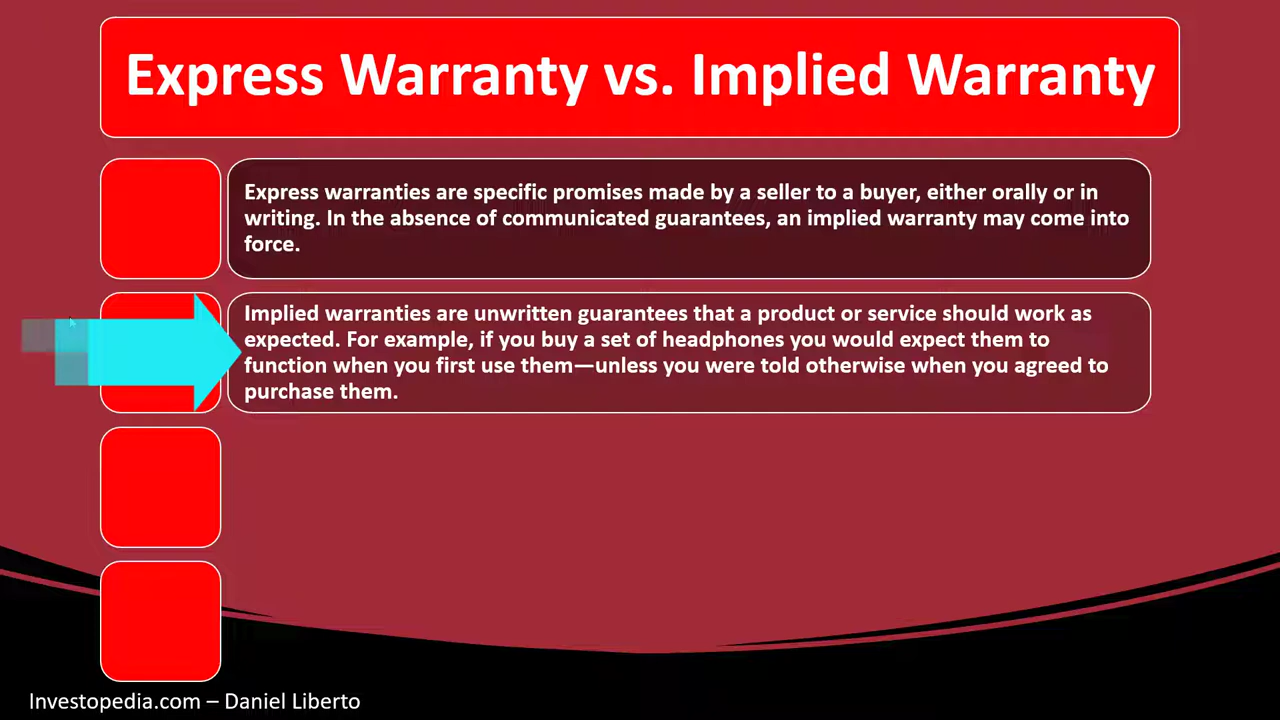 Express Warranty vs. Implied Warranty
Express warranties are specific promises made by a seller to a buyer, either orally or in
writing. In the absence of communicated guarantees, an implied warranty may come into
force.
Implied warranties are unwritten guarantees that a product or service should work as
expected. For example, if you buy a set of headphones you would expect them to
function when you first use them—unless you were told otherwise when you agreed to
purchase them.
Investopedia.com – Daniel Liberto